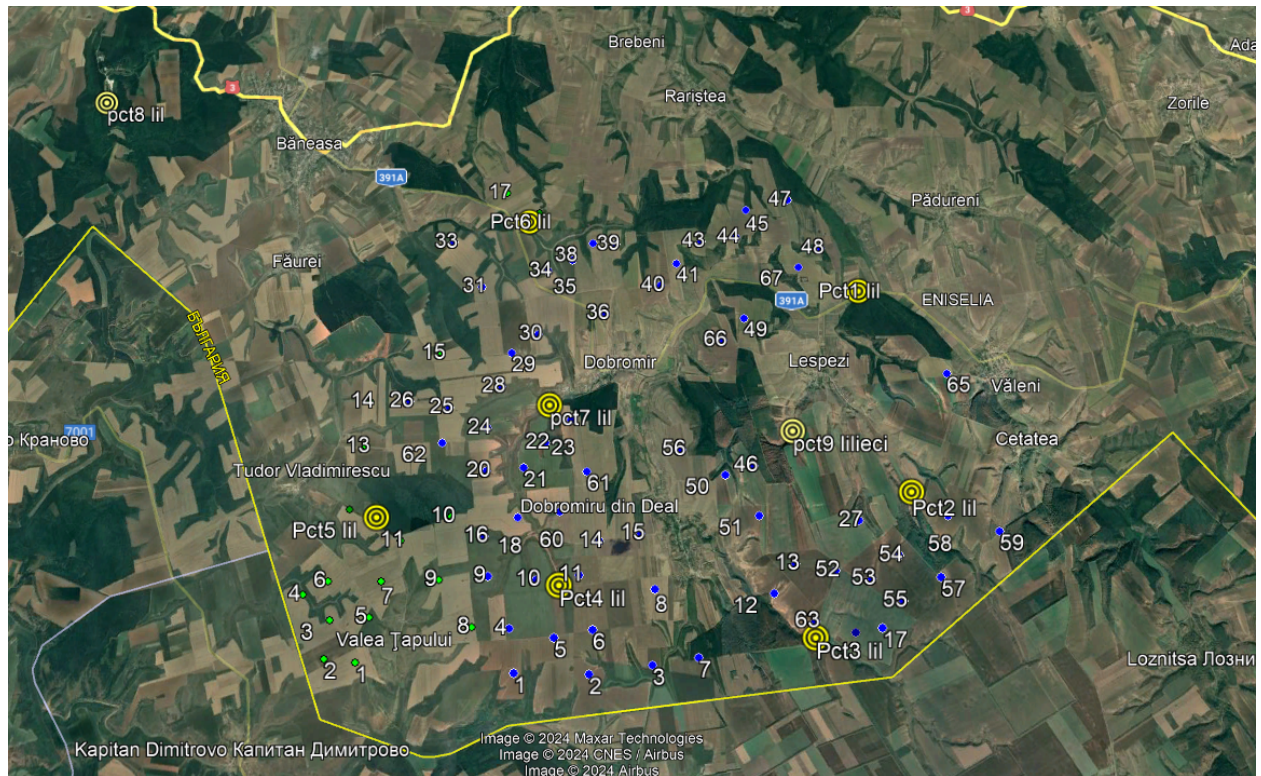 3
Brebeni
Ada
Rariștea
Zorile
pct8 lil
3
Băneasa
391A
17
47
Pădureni
Pct6 lil
45
33
38
39
43
44
48
Făurei
34
41
67
31
35
40
Pct1 lil
391A
ENISELIA
36
БЪЛГАРИЯ
30
49
66
15
29
Dobromir
Lespezi
28
65
Văleni
14
26
25
pct7 lil
24
7001
о Краново
13
62
22
23
56
pct9 lilieci
Cetatea
Tudor Vladimirescu
20
21
61
50
46
Dobromiru din Deal
Pct2 lil
10
Pct5 lil
11
16
18
60
14
15
51
27
58
59
6
9
9
10
11
13
52
54
53
4
7
Pct4 lil
8
12
57
55
3
5
8
4
63
Valea Țapului
5
6
17
Pct3 lil
2
1
3
7
1
2
Loznitsa Лозни
Kapitan Dimitrovo Капитан Димитрово
Image © 2024 Maxar Technologies
Image © 2024 CNES / Airbus
Image © 2024 Airbus